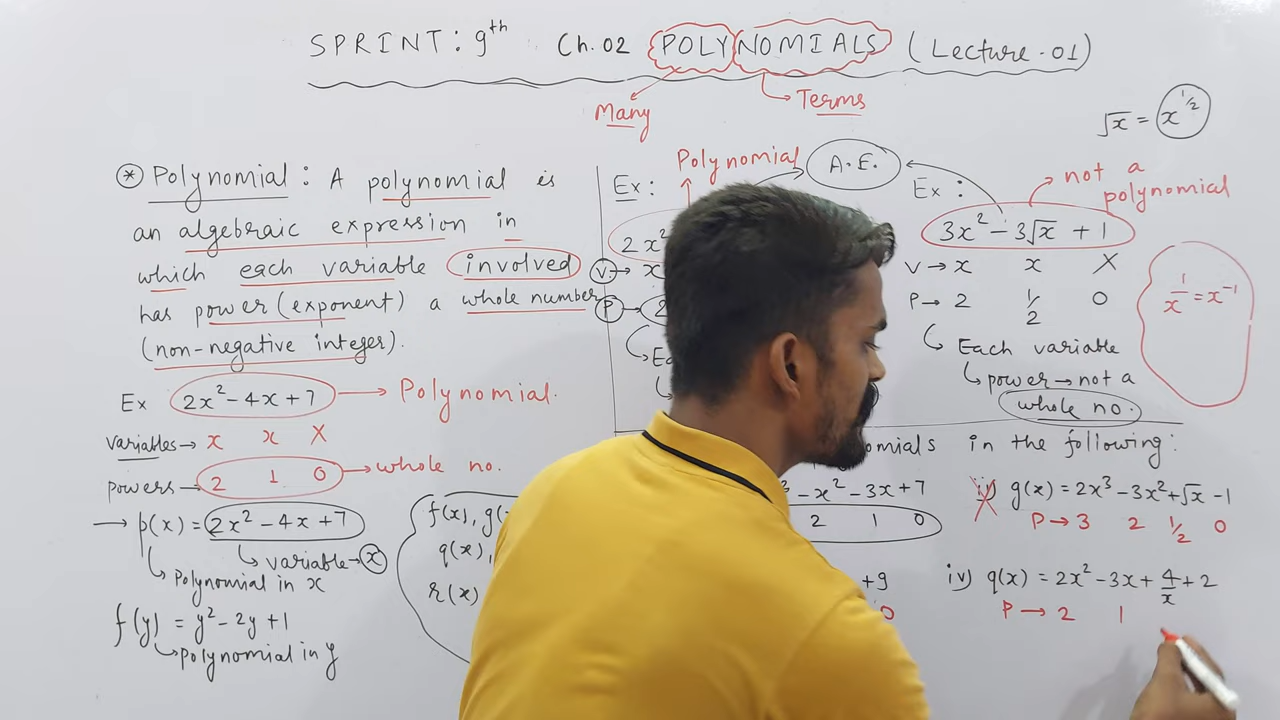 SPRINT: 9th Ch. 02 POLYNOMIALS (Lecture-01)
Many
Terms
√x = x^1/2
* Polynomial: A polynomial is
an algebraic expression in
which each variable involved
has power (exponent) a whole number
(non-negative integer).
Ex 2x²-4x+7 → Polynomial.
variables → x x X
powers → 2 1 0 → whole no.
→ p(x) = 2x²-4x+7
variable → x
Polynomial in x
f(y) = y²-2y+1
polynomial in y
f(x),
q(x),
r(x)
Ex: Polynomial
A.E.
2x²
V → x
P → 2
Ex: not a
polynomial
3x²-3√x+1
V → x x X
P → 2 1/2 0
Each variable
power → not a
whole no.
1/x = x⁻¹
in the following:
-x²-3x+7
2 1 0
+9
0
g(x) = 2x³-3x²+√x-1
P → 3 2 1/2 0
iv) q(x) = 2x²-3x+4/x+2
P → 2 1